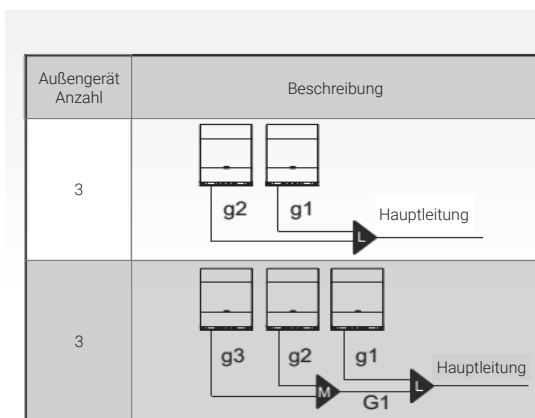 Außengerät
Anzahl
Beschreibung
3
g2
g1
Hauptleitung
L
3
g3
g2
g1
Hauptleitung
M
L
G1